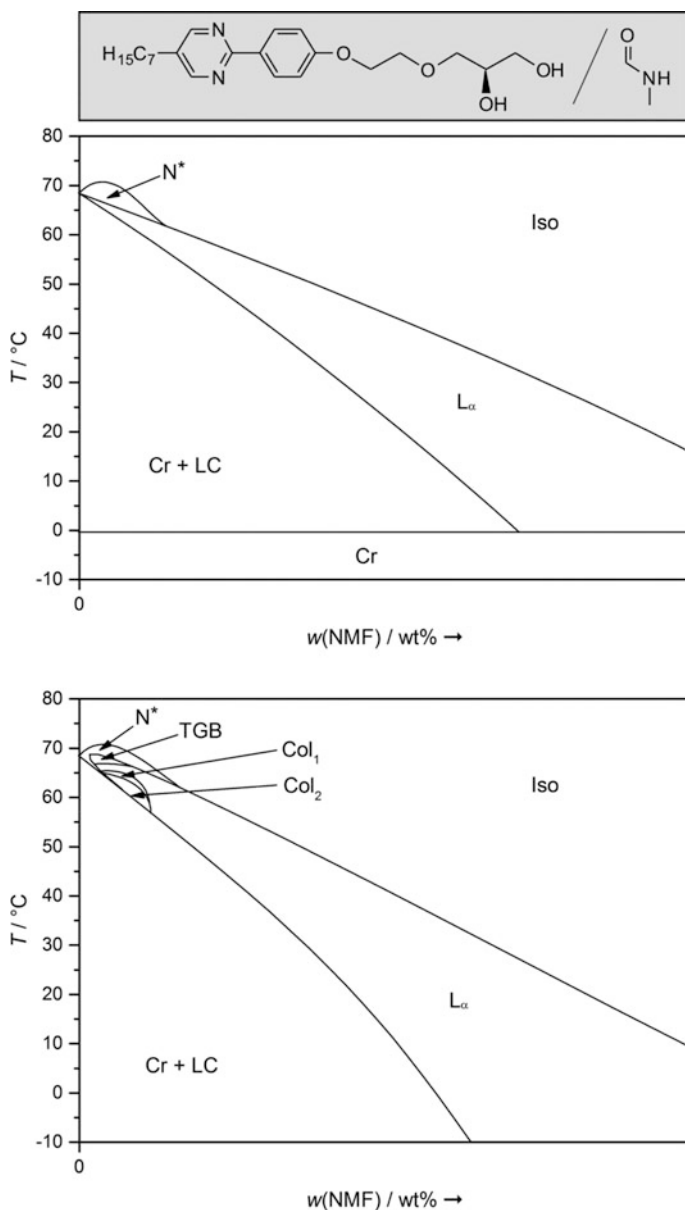 H₁₅C₇ N N O O OH OH O N H
80
70
60
50
40
30
20
10
0
-10
T / °C
N*
Iso
Lα
Cr + LC
Cr
0
w(NMF) / wt% →
80
70
60
50
40
30
20
10
0
-10
T / °C
N*
TGB
Col₁
Col₂
Iso
Lα
Cr + LC
0
w(NMF) / wt% →